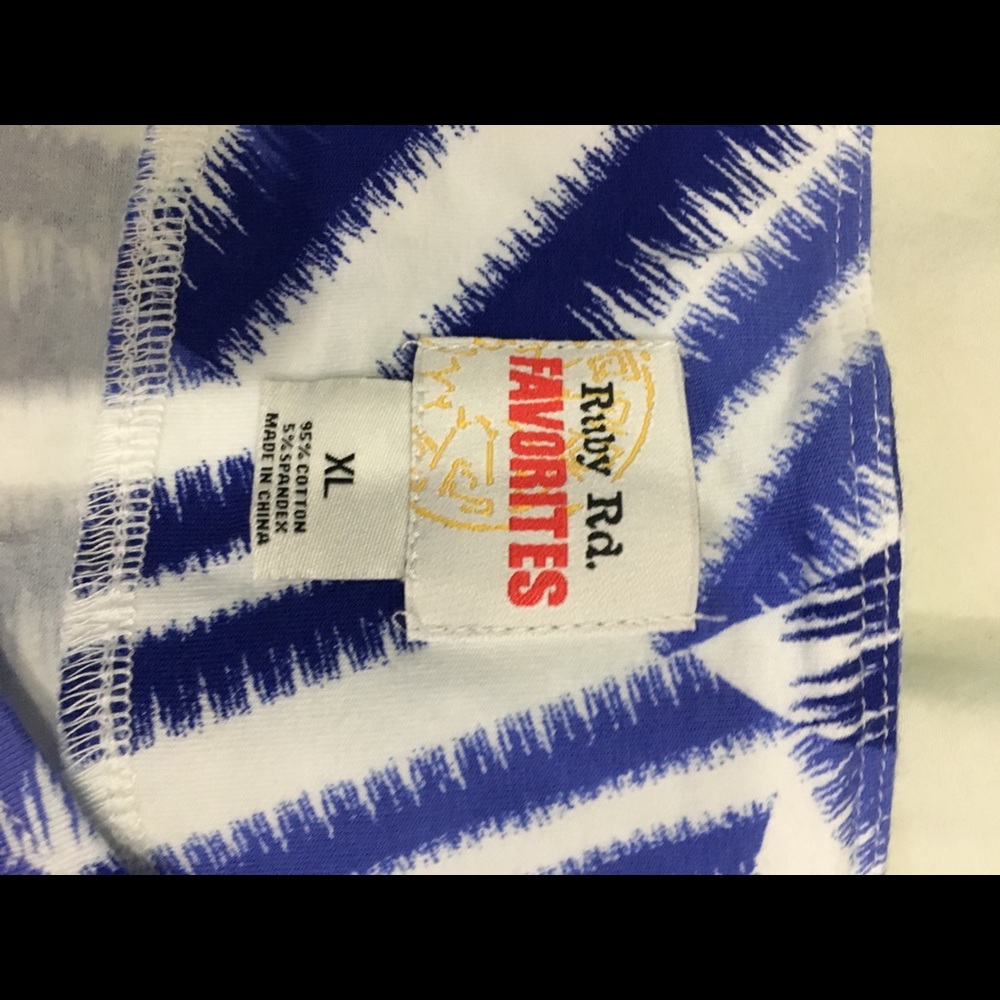 Ruby Rd.
FAVORITES
XL
95% COTTON
5% SPANDEX
MADE IN CHINA